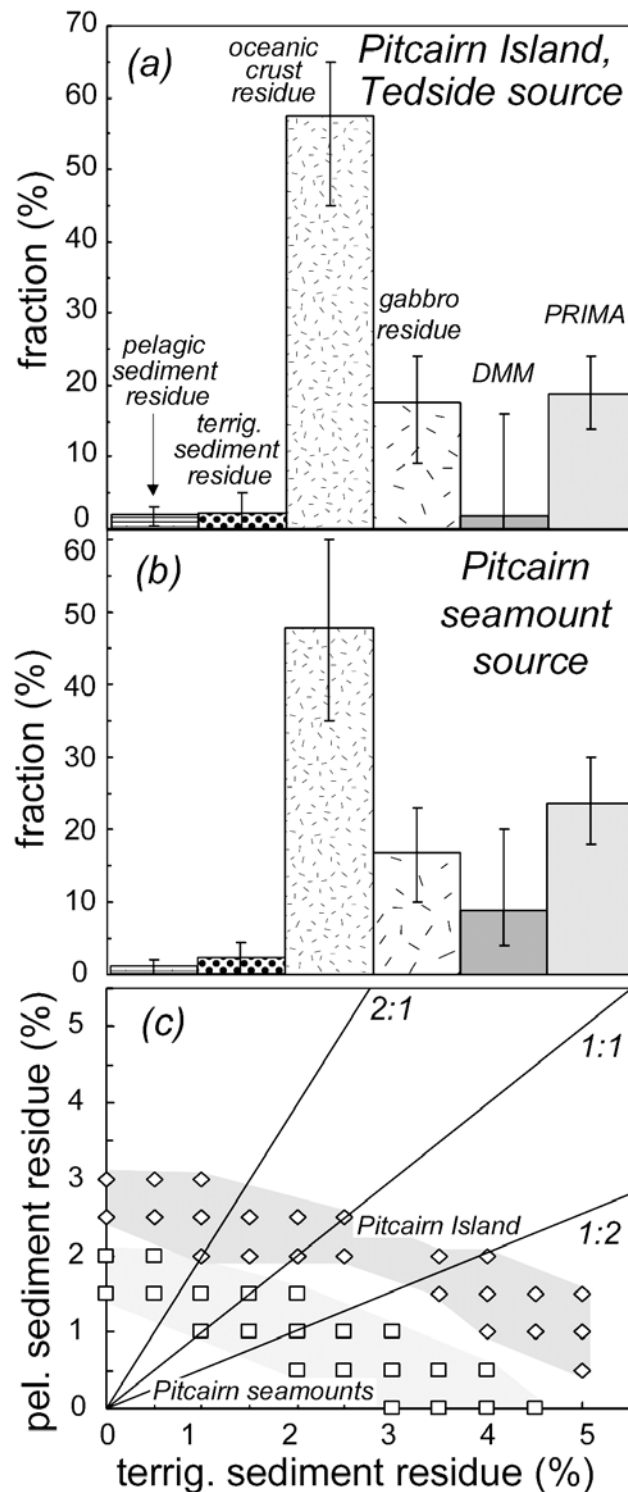 70
60
50
40
30
20
10
0
fraction (%)
(a)
oceanic
crust
residue
Pitcairn Island,
Tedside source
pelagic
sediment
residue
terrig.
sediment
residue
gabbro
residue
DMM
PRIMA
60
50
40
30
20
10
0
fraction (%)
(b)
Pitcairn
seamount
source
5
4
3
2
1
0
pel. sediment residue (%)
(c)
2:1
1:1
1:2
Pitcairn Island
Pitcairn seamounts
0 1 2 3 4 5
terrig. sediment residue (%)